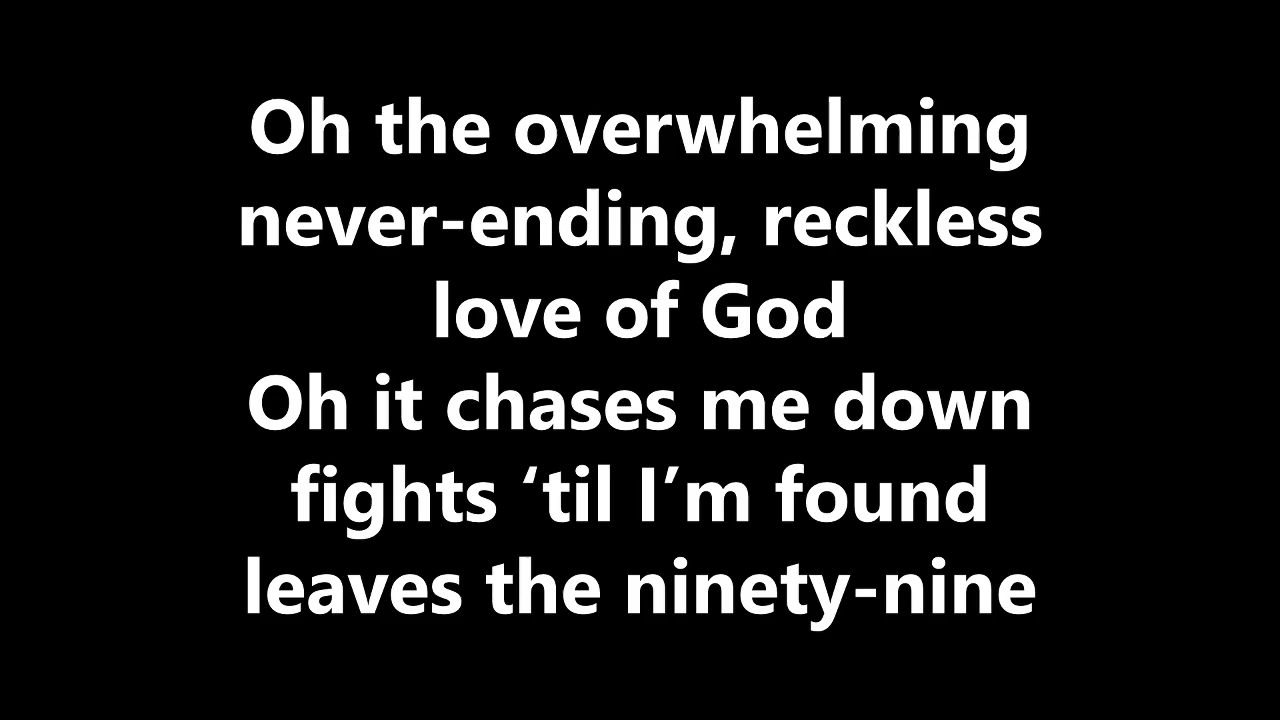 Oh the overwhelming
never-ending, reckless
love of God
Oh it chases me down
fights ‘til I’m found
leaves the ninety-nine